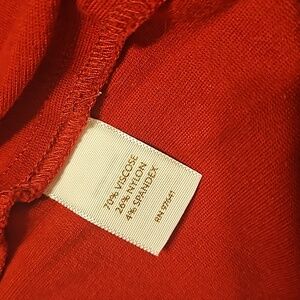 70% VISCOSE
26% NYLON
4% SPANDEX
RN 97641